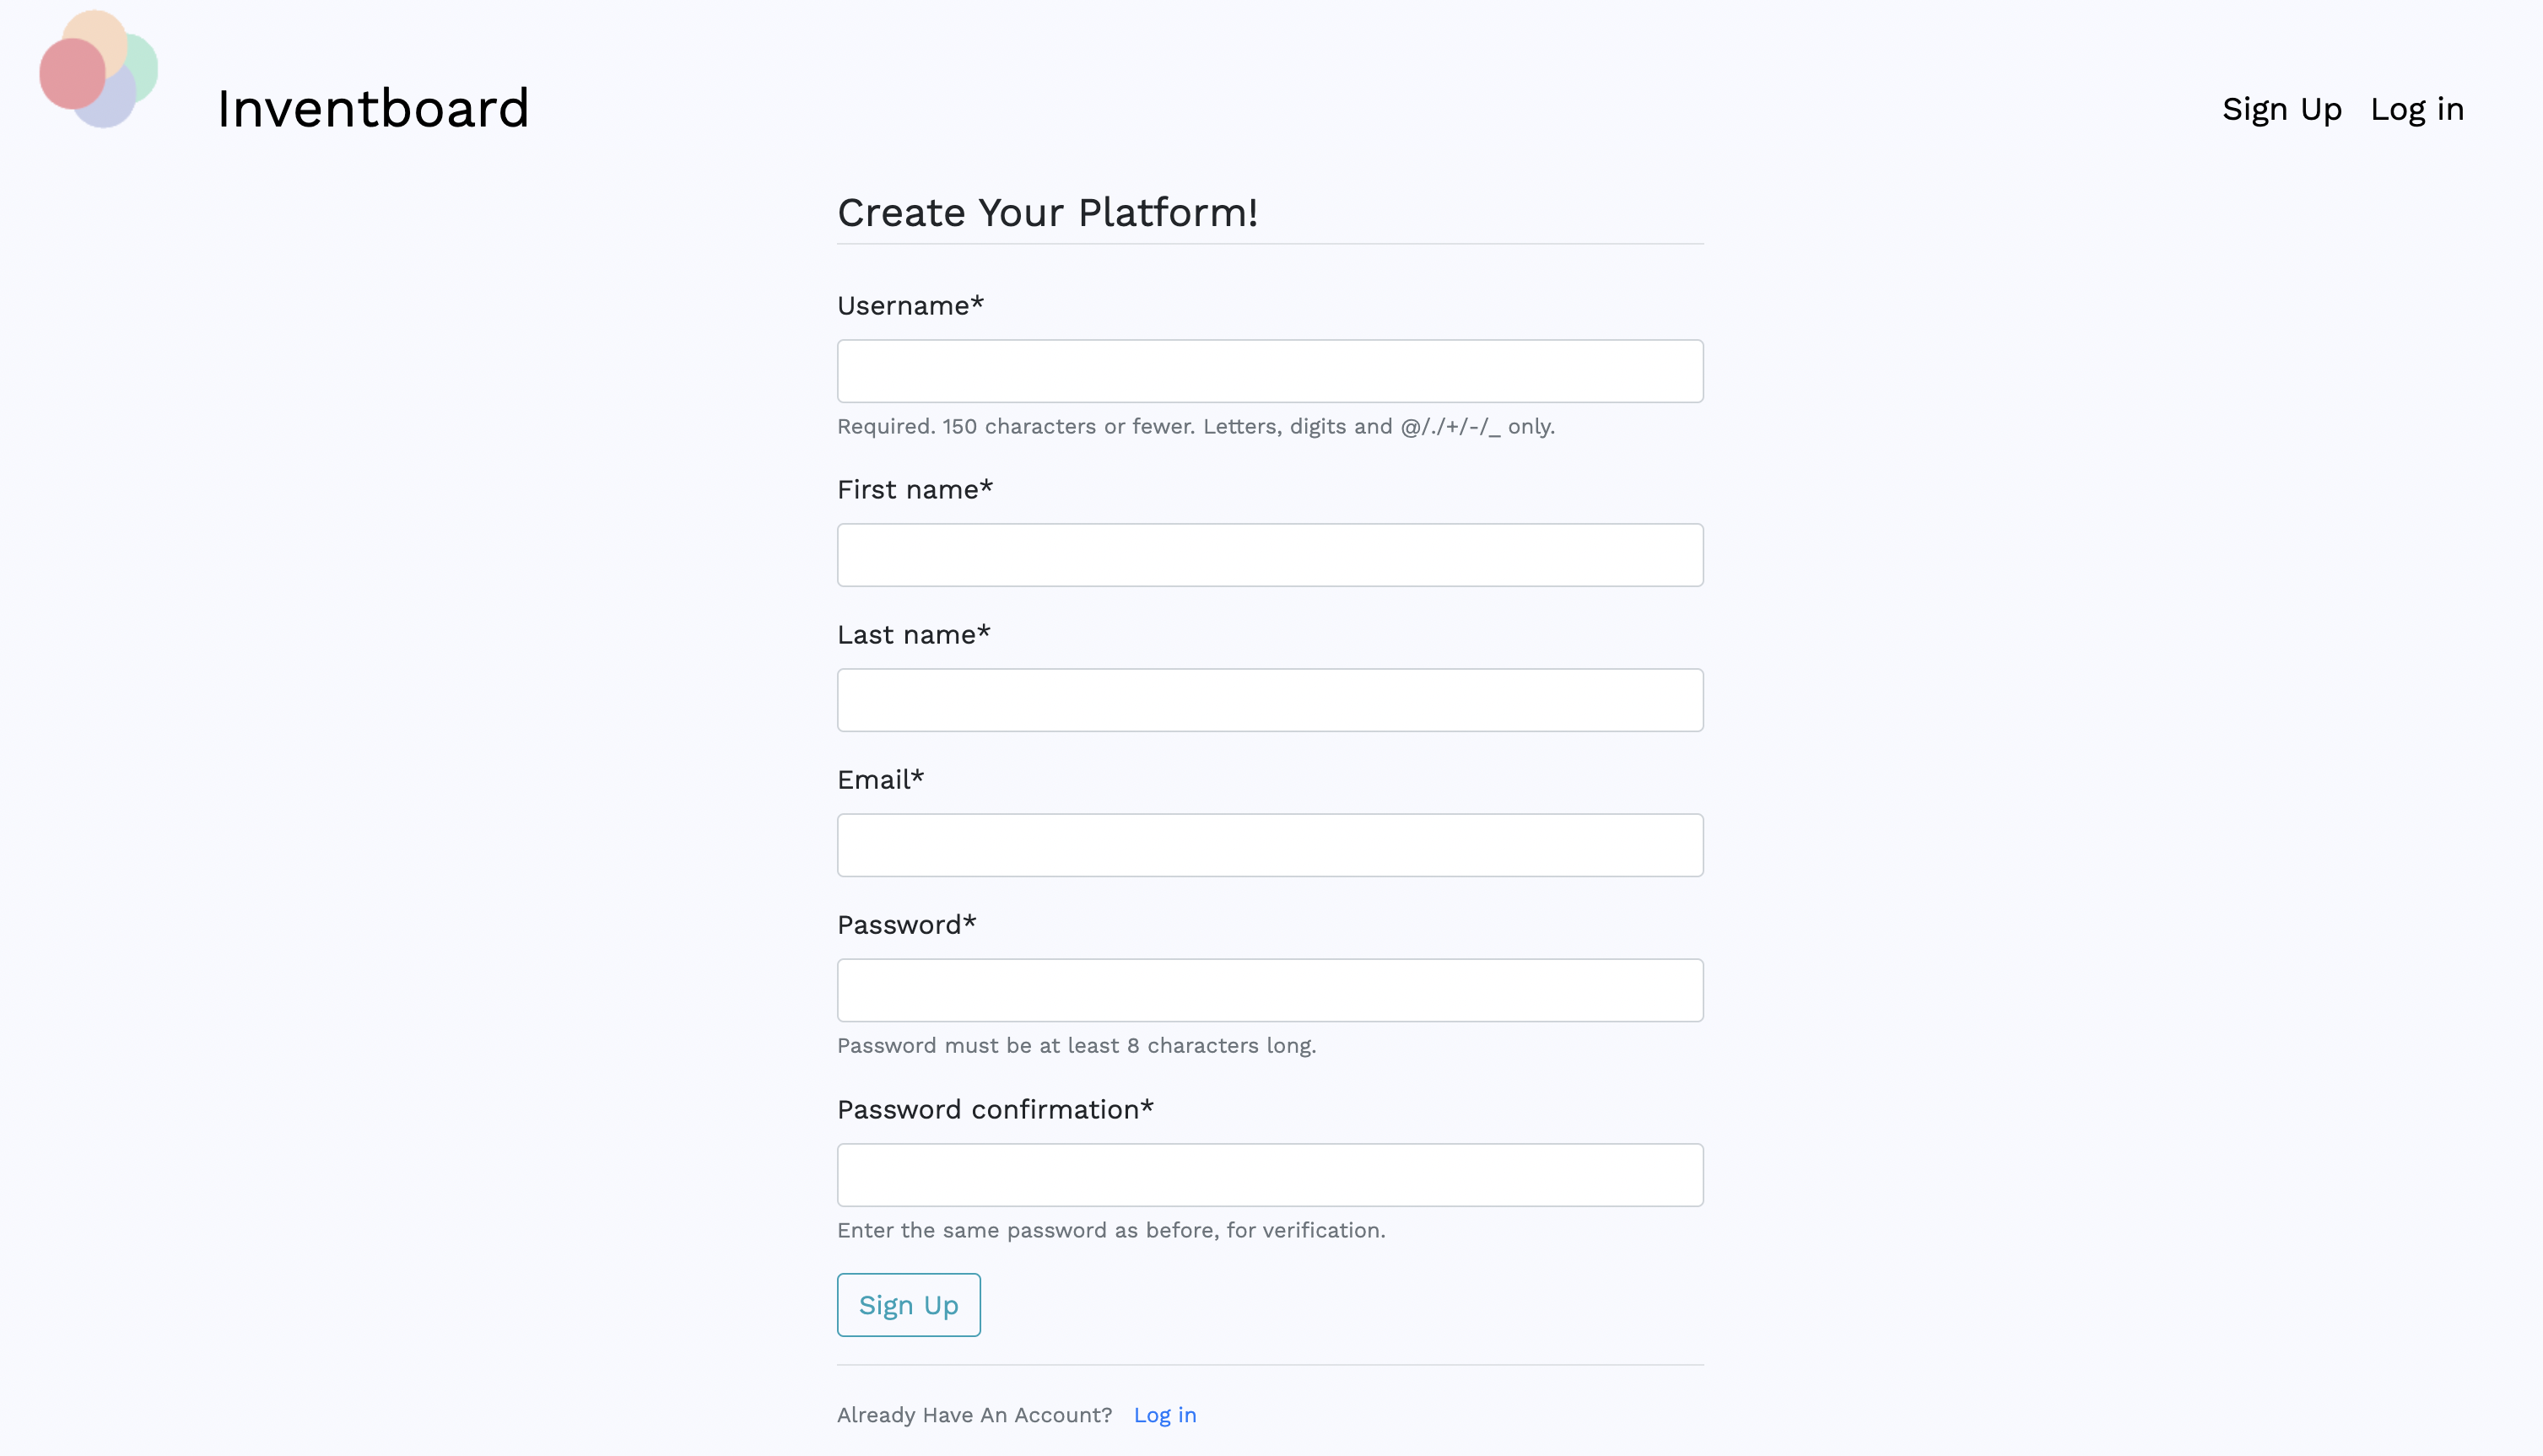 Inventboard
Sign Up
Log in
Create Your Platform!
Username*
Required. 150 characters or fewer. Letters, digits and @/./+/-/_ only.
First name*
Last name*
Email*
Password*
Password must be at least 8 characters long.
Password confirmation*
Enter the same password as before, for verification.
Sign Up
Already Have An Account? Log in